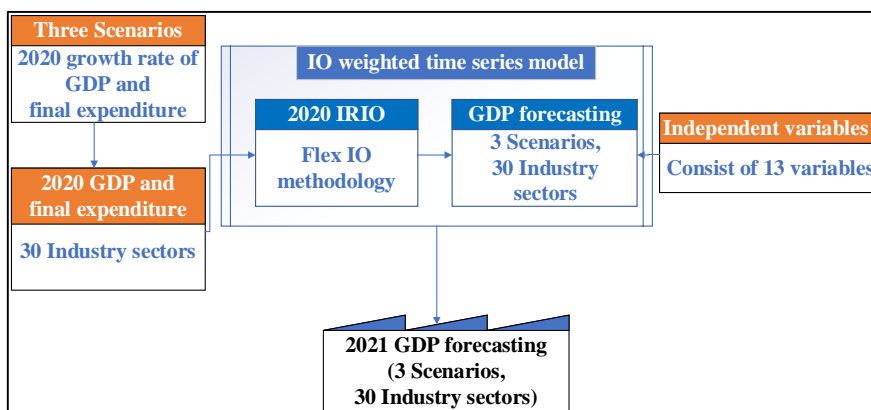 Three Scenarios
2020 growth rate of
GDP and
final expenditure
2020 GDP and
final expenditure
30 Industry sectors
IO weighted time series model
2020 IRIO
Flex IO
methodology
GDP forecasting
3 Scenarios,
30 Industry
sectors
Independent variables
Consist of 13 variables
2021 GDP forecasting
(3 Scenarios,
30 Industry sectors)